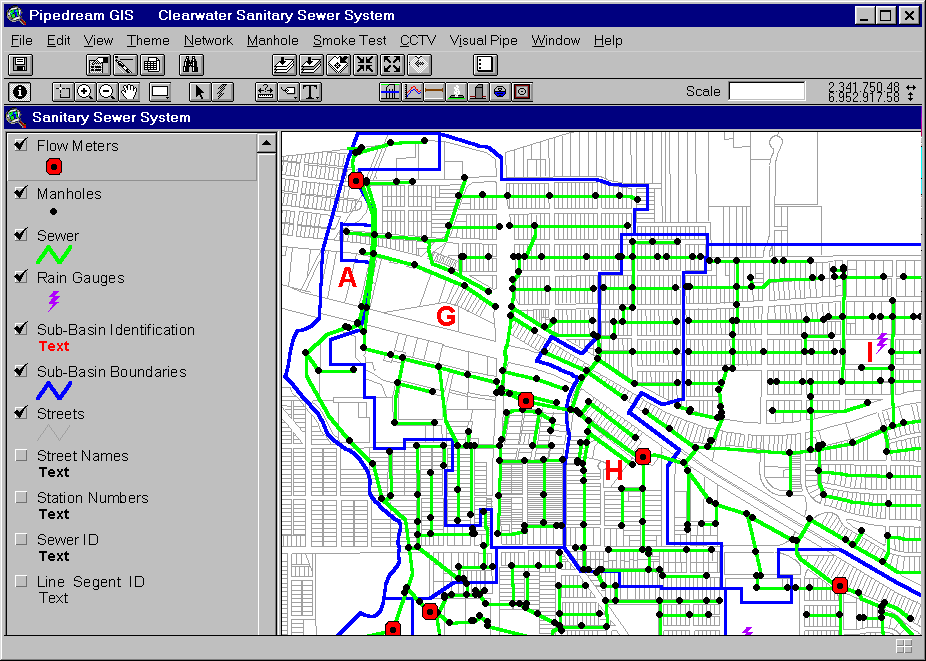 Pipedream GIS Clearwater Sanitary Sewer System
File Edit View Theme Network Manhole Smoke Test CCTV Visual Pipe Window Help
T
Scale 2,341,750.48
6,952,917.58
Sanitary Sewer System
Flow Meters
Manholes
Sewer
Rain Gauges
Sub-Basin Identification
Text
Sub-Basin Boundaries
Streets
Street Names
Text
Station Numbers
Text
Sewer ID
Text
Line Segent ID
Text
A
G
I
H